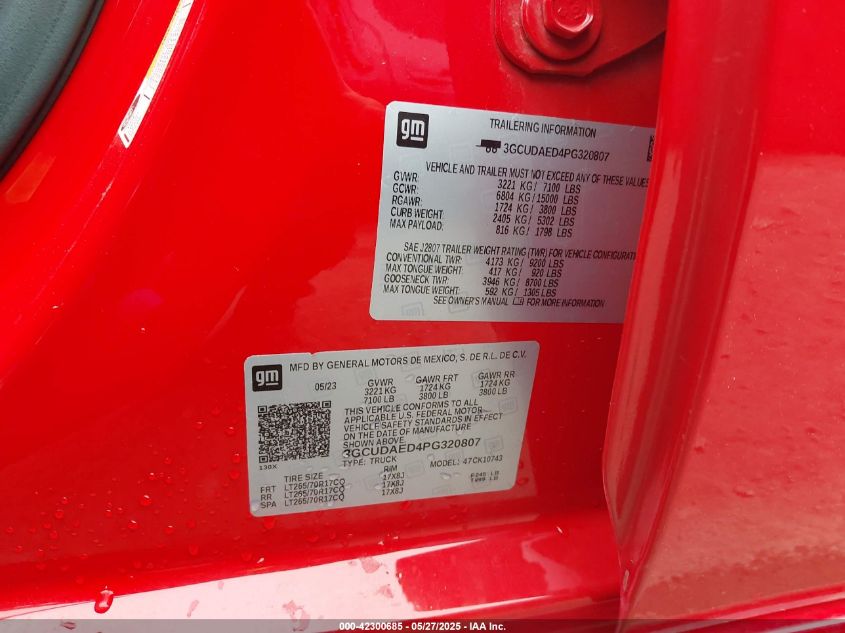 gm
TRAILERING INFORMATION
3GCUDAED4PG320807
VEHICLE AND TRAILER MUST NOT EXCEED ANY OF THESE VALUES
GVWR: 3221 KG/ 7100 LBS
GCWR: 6804 KG/ 15000 LBS
RGAWR: 1724 KG/ 3800 LBS
CURB WEIGHT: 2405 KG/ 5302 LBS
MAX PAYLOAD: 816 KG/ 1798 LBS
SAE J2807 TRAILER WEIGHT RATING (TWR) FOR VEHICLE CONFIGURATI
CONVENTIONAL TWR: 4173 KG/ 9200 LBS
MAX TONGUE WEIGHT: 417 KG/ 920 LBS
GOOSENECK TWR: 3946 KG/ 8700 LBS
MAX TONGUE WEIGHT: 592 KG/ 1305 LBS
SEE OWNER'S MANUAL FOR MORE INFORMATION
gm
MFD BY GENERAL MOTORS DE MEXICO, S. DE R.L. DE C.V.
05/23 GVWR GAWR FRT GAWR RR
3221 KG 1724 KG 1724 KG
7100 LB 3800 LB 3800 LB
THIS VEHICLE CONFORMS TO ALL
APPLICABLE U.S. FEDERAL MOTOR
VEHICLE SAFETY STANDARDS IN EFFECT
ON THE DATE OF MANUFACTURE
SHOWN ABOVE.
3GCUDAED4PG320807
TYPE: TRUCK MODEL: 47CK10743
130X
TIRE SIZE RIM
FRT LT265/70R17CQ 17X8J
RR LT265/70R17CQ 17X8J
SPA LT265/70R17CQ 17X8J
000-42300685 - 05/27/2025 - IAA Inc.